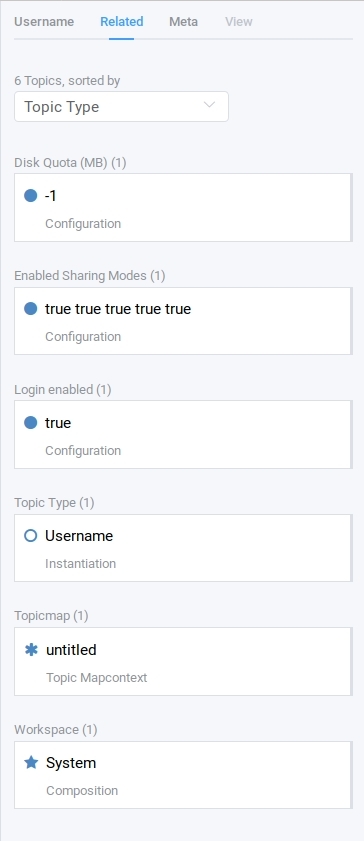 Username Related Meta View
6 Topics, sorted by
Topic Type
Disk Quota (MB) (1)
-1
Configuration
Enabled Sharing Modes (1)
true true true true true
Configuration
Login enabled (1)
true
Configuration
Topic Type (1)
Username
Instantiation
Topicmap (1)
untitled
Topic Mapcontext
Workspace (1)
System
Composition